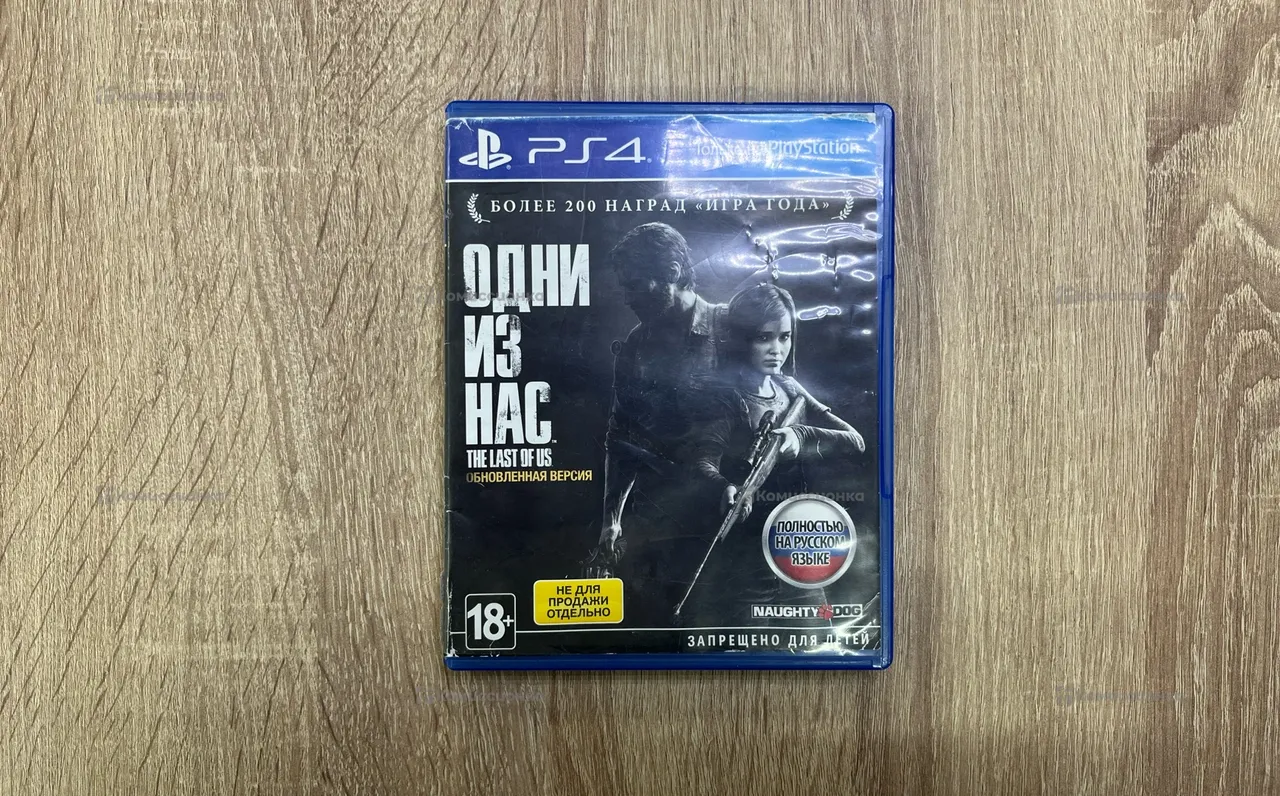 PS4
PlayStation
БОЛЕЕ 200 НАГРАД «ИГРА ГОДА»
ОДНИ
ИЗ
НАС
THE LAST OF US
ОБНОВЛЕННАЯ ВЕРСИЯ
Комиссионка
ПОЛНОСТЬЮ
НА РУССКОМ
ЯЗЫКЕ
НЕ ДЛЯ
ПРОДАЖИ
ОТДЕЛЬНО
18+
NAUGHTY DOG
ЗАПРЕЩЕНО ДЛЯ ДЕТЕЙ